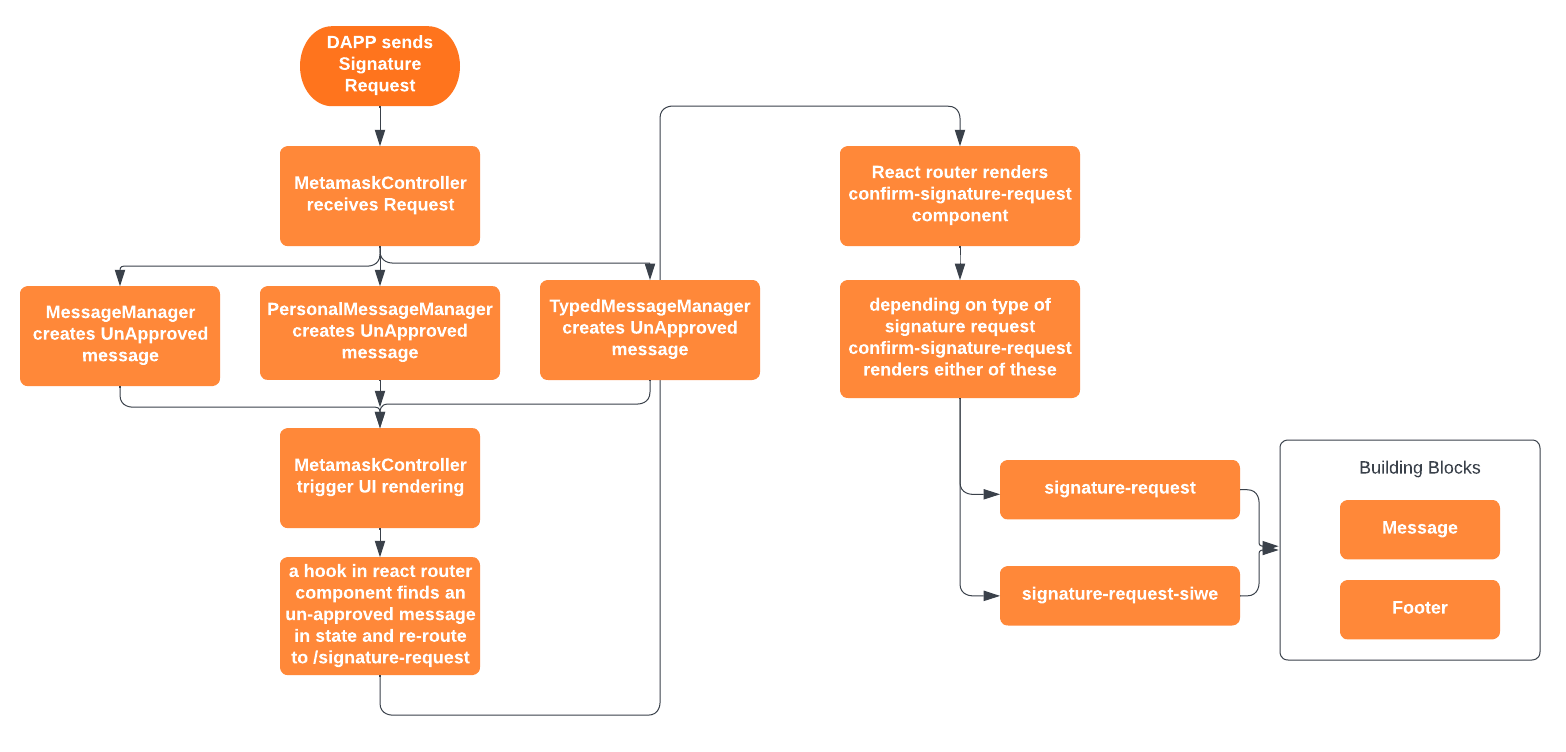 DAPP sends
Signature
Request
MetamaskController
receives Request
MessageManager
creates UnApproved
message
PersonalMessageManager
creates UnApproved
message
TypedMessageManager
creates UnApproved
message
MetamaskController
trigger UI rendering
a hook in react router
component finds an
un-approved message
in state and re-route
to /signature-request
React router renders
confirm-signature-request
component
depending on type of
signature request
confirm-signature-request
renders either of these
signature-request
signature-request-siwe
Building Blocks
Message
Footer